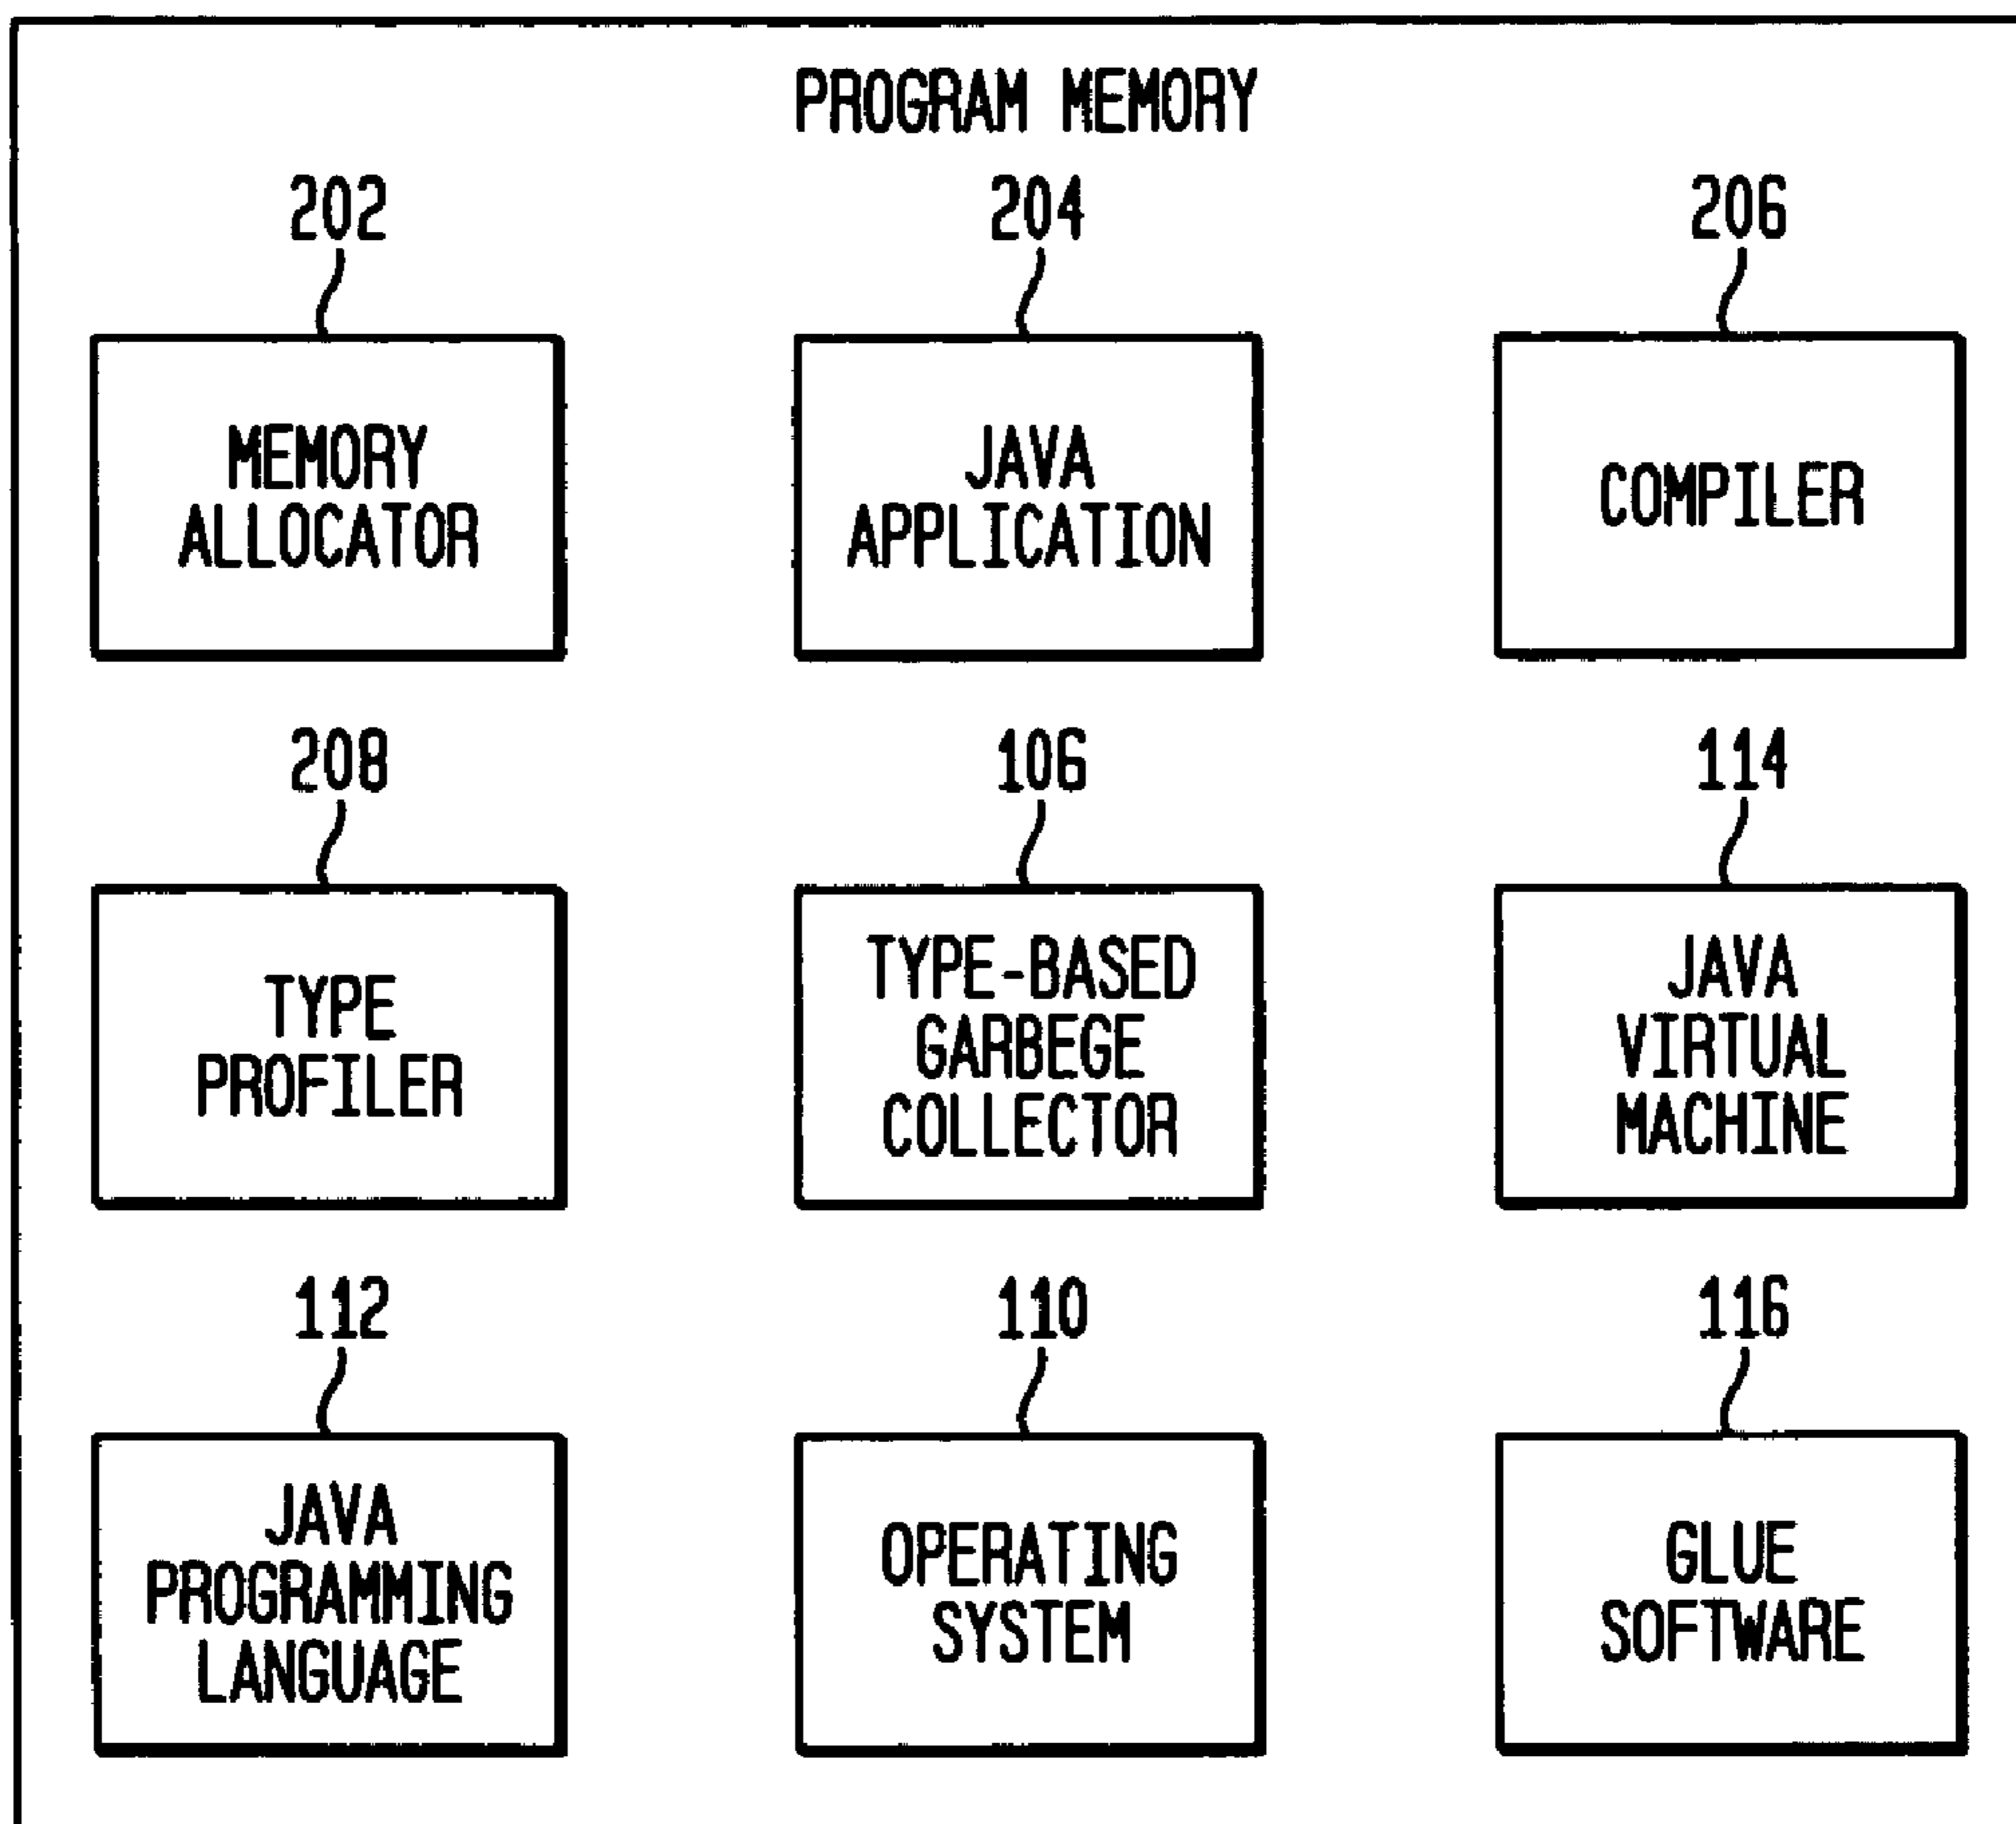 PROGRAM MEMORY
202
MEMORY
ALLOCATOR
204
JAVA
APPLICATION
206
COMPILER
208
TYPE
PROFILER
106
TYPE-BASED
GARBEGE
COLLECTOR
114
JAVA
VIRTUAL
MACHINE
112
JAVA
PROGRAMMING
LANGUAGE
110
OPERATING
SYSTEM
116
GLUE
SOFTWARE